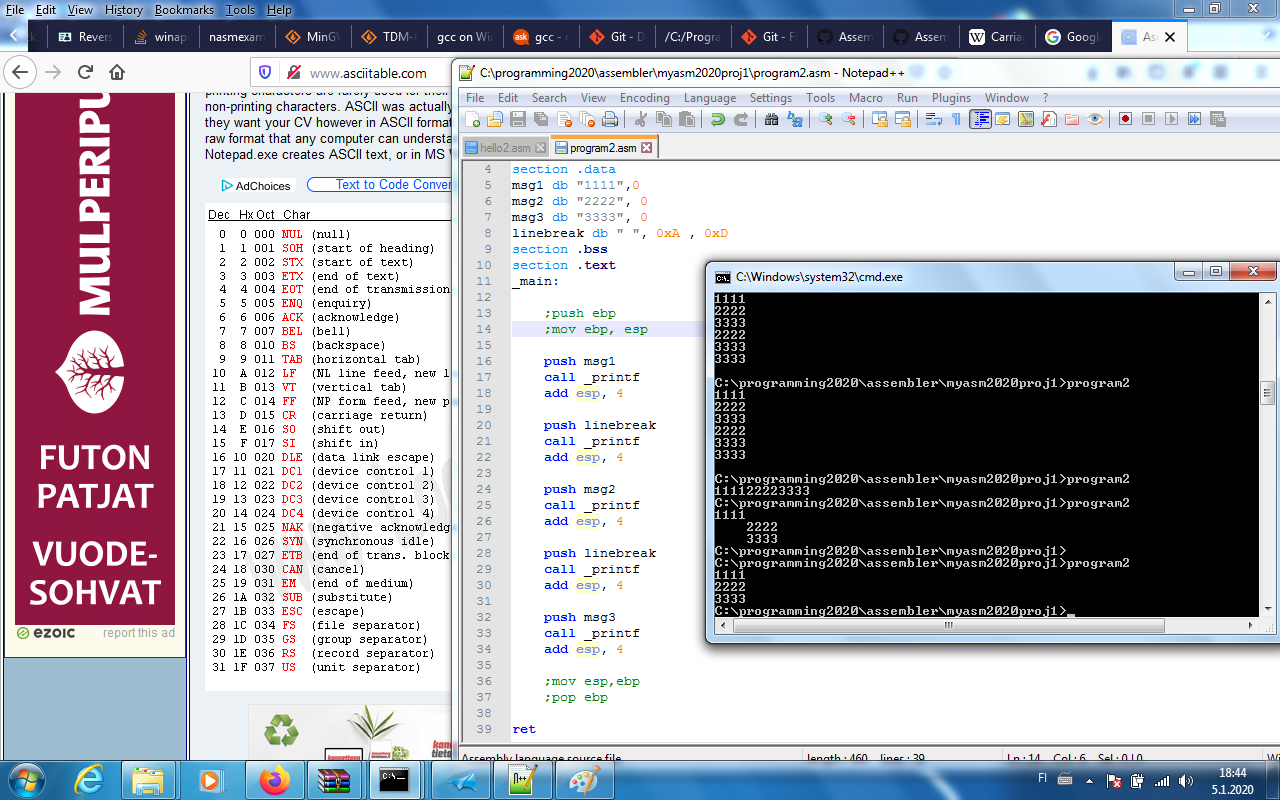 File Edit View History Bookmarks Tools Help
Revers
winapi
nasmexam
MinGW
TDM-
gcc on Wi
gcc -
Git - D
/C:/Progra
Git - F
Assem
Assem
Carria
Google
As
www.asciitable.com
non-printing characters. ASCII was actually
they want your CV however in ASCII format
raw format that any computer can understa
Notepad.exe creates ASCII text, or in MS W
AdChoices
Text to Code Conver
Dec Hx Oct Char
0 0 000 NUL (null)
1 1 001 SOH (start of heading)
2 2 002 STX (start of text)
3 3 003 ETX (end of text)
4 4 004 EOT (end of transmission
5 5 005 ENQ (enquiry)
6 6 006 ACK (acknowledge)
7 7 007 BEL (bell)
8 8 010 BS (backspace)
9 9 011 TAB (horizontal tab)
10 A 012 LF (NL line feed, new l
11 B 013 VT (vertical tab)
12 C 014 FF (NP form feed, new p
13 D 015 CR (carriage return)
14 E 016 SO (shift out)
15 F 017 SI (shift in)
16 10 020 DLE (data link escape)
17 11 021 DC1 (device control 1)
18 12 022 DC2 (device control 2)
19 13 023 DC3 (device control 3)
20 14 024 DC4 (device control 4)
21 15 025 NAK (negative acknowledg
22 16 026 SYN (synchronous idle)
23 17 027 ETB (end of trans. block
24 18 030 CAN (cancel)
25 19 031 EM (end of medium)
26 1A 032 SUB (substitute)
27 1B 033 ESC (escape)
28 1C 034 FS (file separator)
29 1D 035 GS (group separator)
30 1E 036 RS (record separator)
31 1F 037 US (unit separator)
MULPERIPU
FUTON
PATJAT
VUODE-
SOHVAT
ezoic
report this ad
C:\programming2020\assembler\myasm2020proj1\program2.asm - Notepad++
File Edit Search View Encoding Language Settings Tools Macro Run Plugins Window ?
hello2.asm
program2.asm
4 section .data
5 msg1 db "1111",0
6 msg2 db "2222", 0
7 msg3 db "3333", 0
8 linebreak db " ", 0xA , 0xD
9 section .bss
10 section .text
11 _main:
12
13 ;push ebp
14 ;mov ebp, esp
15
16 push msg1
17 call _printf
18 add esp, 4
19
20 push linebreak
21 call _printf
22 add esp, 4
23
24 push msg2
25 call _printf
26 add esp, 4
27
28 push linebreak
29 call _printf
30 add esp, 4
31
32 push msg3
33 call _printf
34 add esp, 4
35
36 ;mov esp,ebp
37 ;pop ebp
38
39 ret
Assembly language source file
length : 460 lines : 39
Ln : 14 Col : 6 Sel : 0 | 0
C:\Windows\system32\cmd.exe
1111
2222
3333
2222
3333
3333
C:\programming2020\assembler\myasm2020proj1>program2
1111
2222
3333
2222
3333
3333
C:\programming2020\assembler\myasm2020proj1>program2
111122223333
C:\programming2020\assembler\myasm2020proj1>program2
1111
2222
3333
C:\programming2020\assembler\myasm2020proj1>
C:\programming2020\assembler\myasm2020proj1>program2
1111
2222
3333
C:\programming2020\assembler\myasm2020proj1>_
FI
18:44
5.1.2020